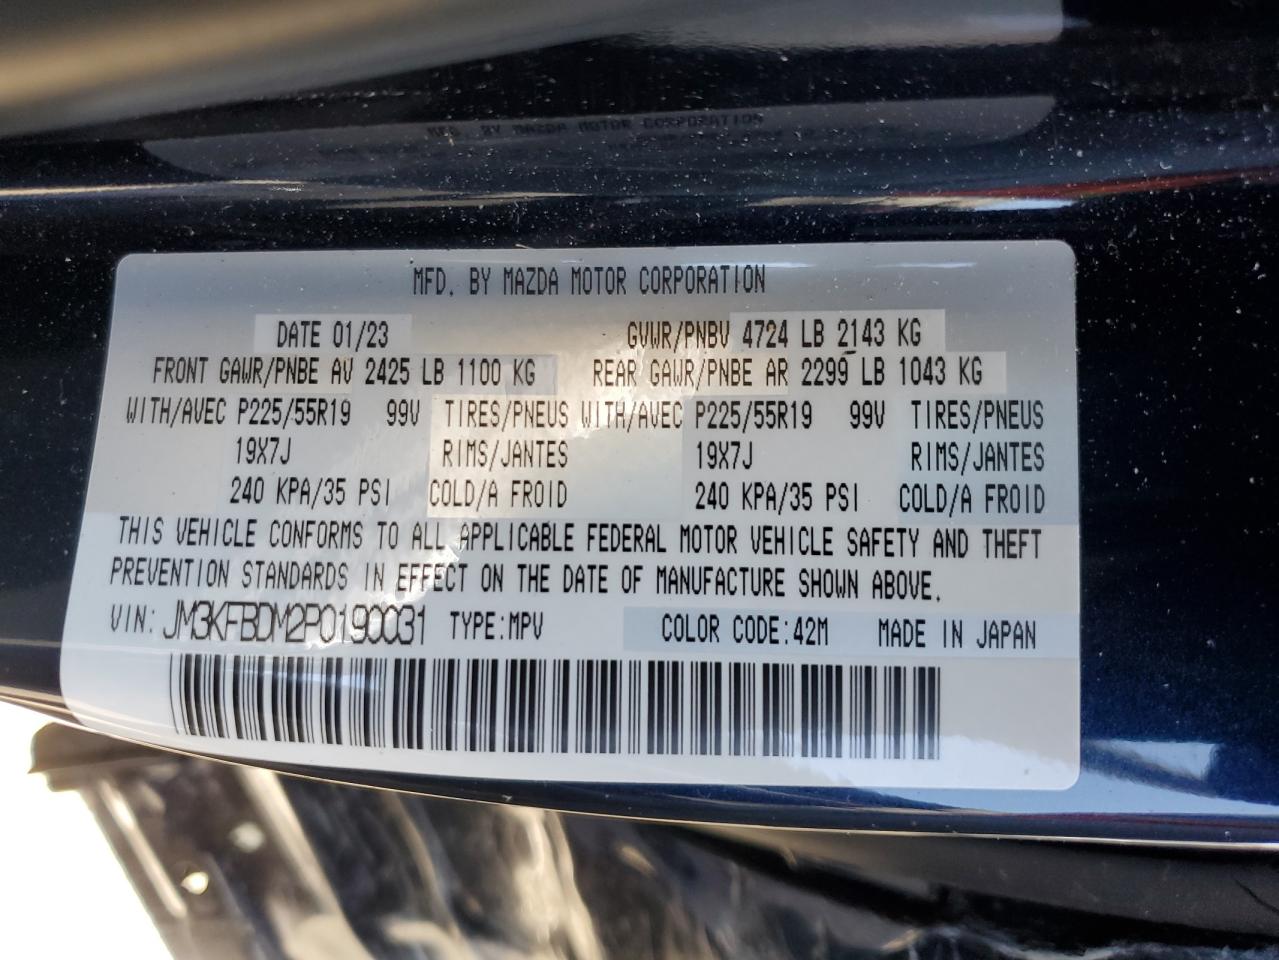 MFD. BY MAZDA MOTOR CORPORATION
MFD. BY MAZDA MOTOR CORPORATION
DATE 01/23 GVWR/PNBV 4724 LB 2143 KG
FRONT GAWR/PNBE AV 2425 LB 1100 KG REAR GAWR/PNBE AR 2299 LB 1043 KG
WITH/AVEC P225/55R19 99V TIRES/PNEUS WITH/AVEC P225/55R19 99V TIRES/PNEUS
19X7J RIMS/JANTES 19X7J RIMS/JANTES
240 KPA/35 PSI COLD/A FROID 240 KPA/35 PSI COLD/A FROID
THIS VEHICLE CONFORMS TO ALL APPLICABLE FEDERAL MOTOR VEHICLE SAFETY AND THEFT
PREVENTION STANDARDS IN EFFECT ON THE DATE OF MANUFACTURE SHOWN ABOVE.
VIN: JM3KFBDM2P0190031 TYPE:MPV COLOR CODE:42M MADE IN JAPAN